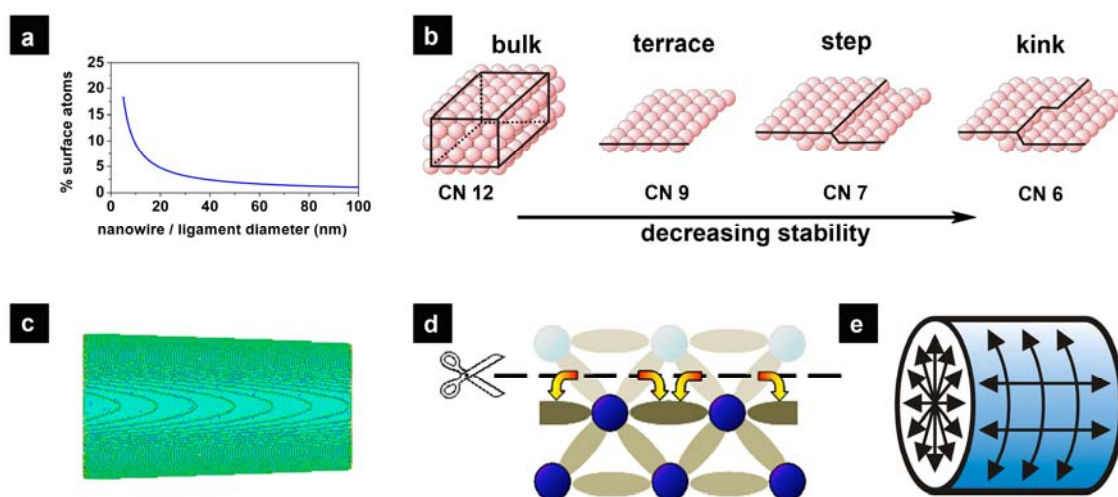 a
25
20
15
10
5
0
% surface atoms
0 20 40 60 80 100
nanowire / ligament diameter (nm)
b
bulk terrace step kink
CN 12 CN 9 CN 7 CN 6
decreasing stability
c
d
e